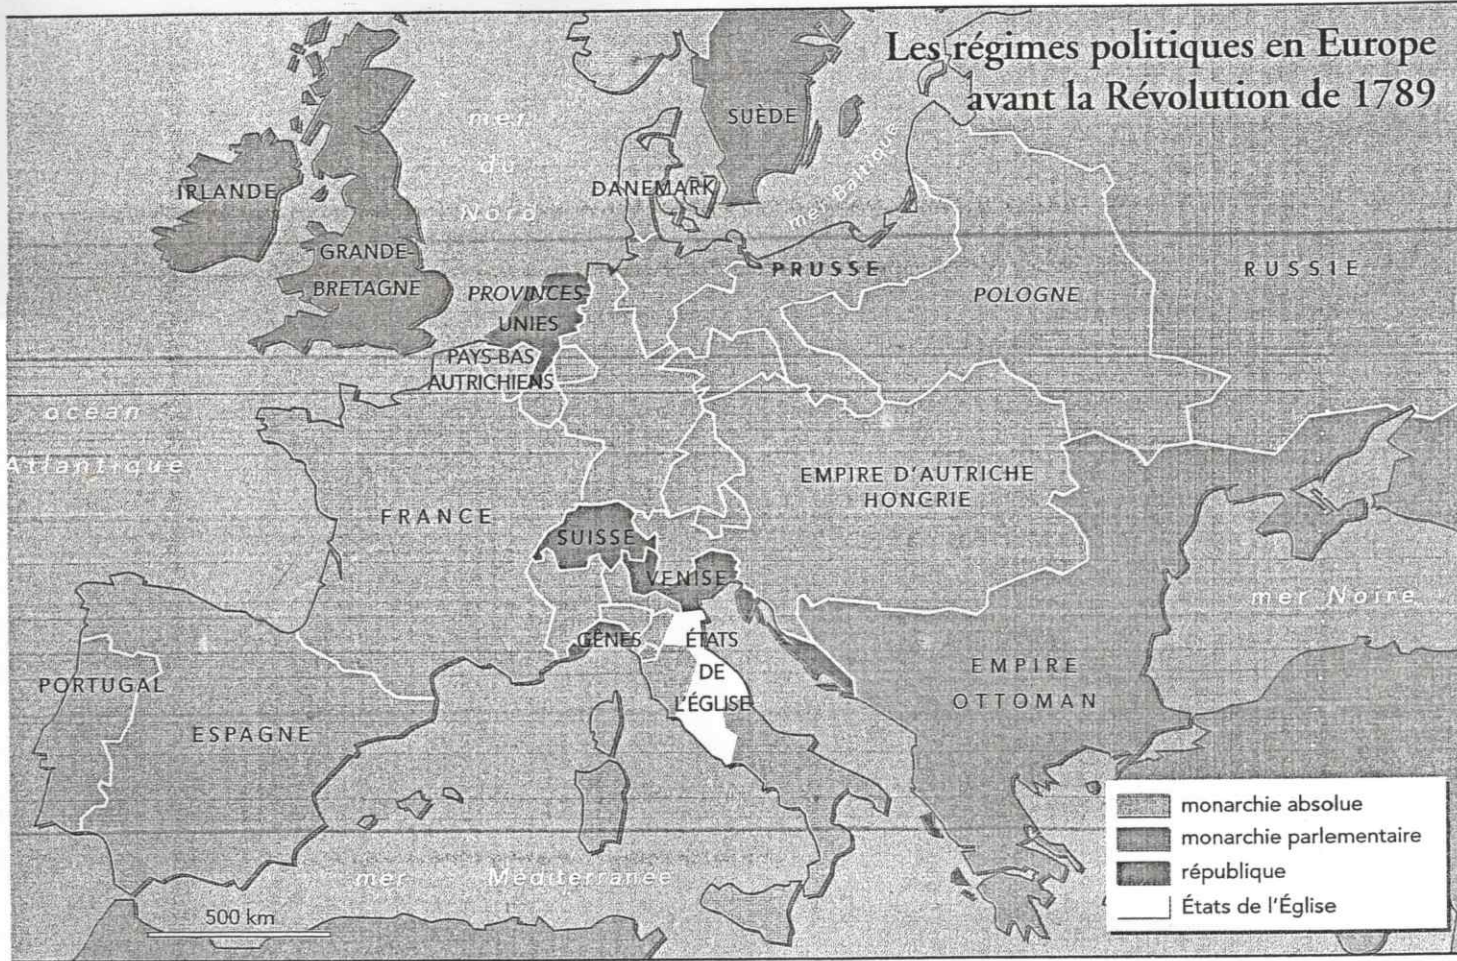 Les régimes politiques en Europe
avant la Révolution de 1789
mer
du
Nord
SUÈDE
IRLANDE
DANEMARK
mer Baltique
GRANDE-
BRETAGNE
PRUSSE
RUSSIE
PROVINCES-
UNIES
POLOGNE
PAYS-BAS
AUTRICHIENS
océan
Atlantique
EMPIRE D'AUTRICHE
HONGRIE
FRANCE
SUISSE
VENISE
mer Noire
GÊNES
ÉTATS
DE
L'ÉGLISE
EMPIRE
OTTOMAN
PORTUGAL
ESPAGNE
mer Méditerranée
500 km
monarchie absolue
monarchie parlementaire
république
États de l'Église